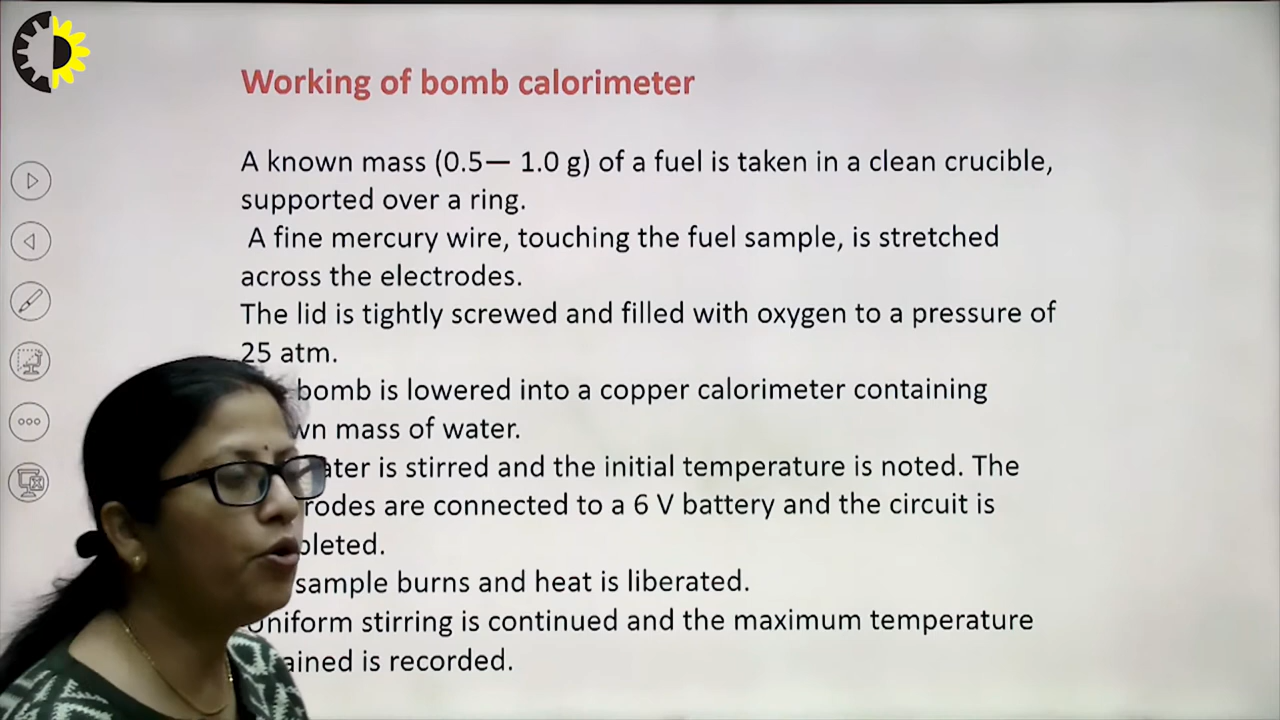 Working of bomb calorimeter
A known mass (0.5— 1.0 g) of a fuel is taken in a clean crucible,
supported over a ring.
A fine mercury wire, touching the fuel sample, is stretched
across the electrodes.
The lid is tightly screwed and filled with oxygen to a pressure of
25 atm.
bomb is lowered into a copper calorimeter containing
mass of water.
is stirred and the initial temperature is noted. The
are connected to a 6 V battery and the circuit is
sample burns and heat is liberated.
Uniform stirring is continued and the maximum temperature
is recorded.